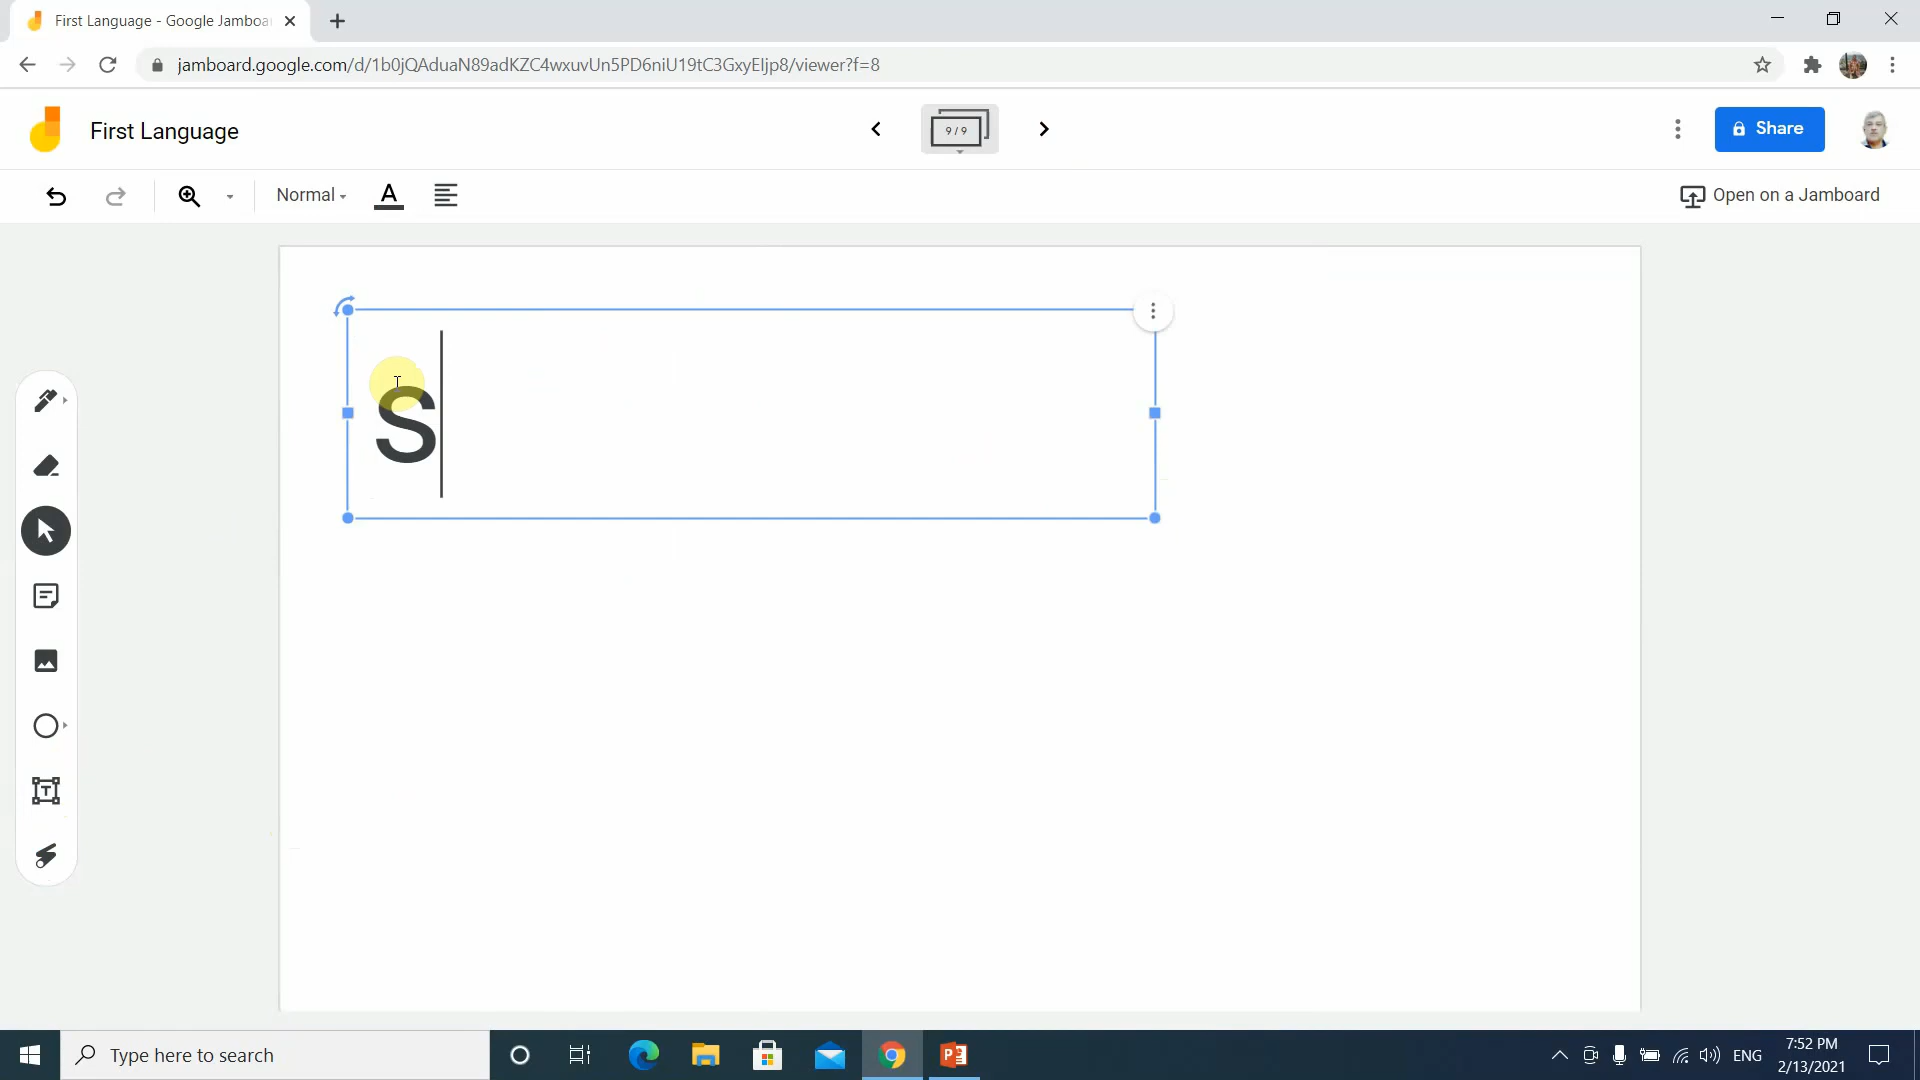 First Language - Google Jamboa
jamboard.google.com/d/1b0jQAduaN89adKZC4wxuvUn5PD6niU19tC3GxyEljp8/viewer?f=8
First Language
9/9
Share
Normal
A
Open on a Jamboard
S
T
Type here to search
ENG
7:52 PM
2/13/2021